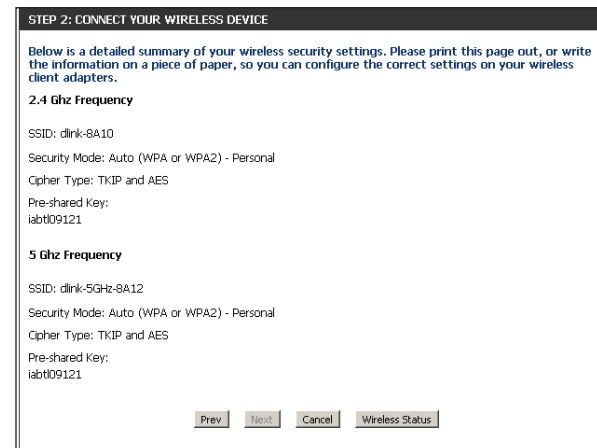 STEP 2: CONNECT YOUR WIRELESS DEVICE
Below is a detailed summary of your wireless security settings. Please print this page out, or write
the information on a piece of paper, so you can configure the correct settings on your wireless
client adapters.
2.4 Ghz Frequency
SSID: dlink-8A10
Security Mode: Auto (WPA or WPA2) - Personal
Cipher Type: TKIP and AES
Pre-shared Key:
iabtl09121
5 Ghz Frequency
SSID: dlink-5GHz-8A12
Security Mode: Auto (WPA or WPA2) - Personal
Cipher Type: TKIP and AES
Pre-shared Key:
iabtl09121
Prev Next Cancel Wireless Status